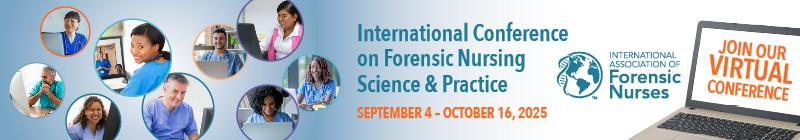 International Conference
on Forensic Nursing
Science & Practice
SEPTEMBER 4 – OCTOBER 16, 2025
INTERNATIONAL
ASSOCIATION OF
Forensic
Nurses
TM
JOIN OUR
VIRTUAL
CONFERENCE